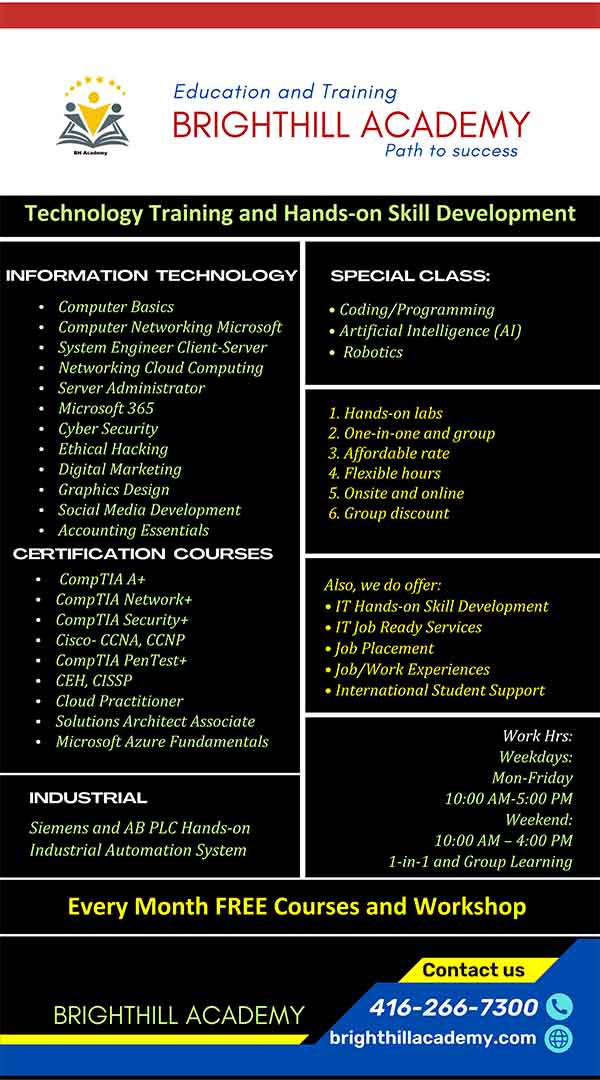 Education and Training
BRIGHTHILL ACADEMY
Path to success
BH Academy
Technology Training and Hands-on Skill Development
INFORMATION TECHNOLOGY
• Computer Basics
• Computer Networking Microsoft
• System Engineer Client-Server
• Networking Cloud Computing
• Server Administrator
• Microsoft 365
• Cyber Security
• Ethical Hacking
• Digital Marketing
• Graphics Design
• Social Media Development
• Accounting Essentials
CERTIFICATION COURSES
• CompTIA A+
• CompTIA Network+
• CompTIA Security+
• Cisco- CCNA, CCNP
• CompTIA PenTest+
• CEH, CISSP
• Cloud Practitioner
• Solutions Architect Associate
• Microsoft Azure Fundamentals
INDUSTRIAL
Siemens and AB PLC Hands-on
Industrial Automation System
SPECIAL CLASS:
• Coding/Programming
• Artificial Intelligence (AI)
• Robotics
1. Hands-on labs
2. One-in-one and group
3. Affordable rate
4. Flexible hours
5. Onsite and online
6. Group discount
Also, we do offer:
• IT Hands-on Skill Development
• IT Job Ready Services
• Job Placement
• Job/Work Experiences
• International Student Support
Work Hrs:
Weekdays:
Mon-Friday
10:00 AM-5:00 PM
Weekend:
10:00 AM – 4:00 PM
1-in-1 and Group Learning
Every Month FREE Courses and Workshop
Contact us
416-266-7300
BRIGHTHILL ACADEMY
brighthillacademy.com